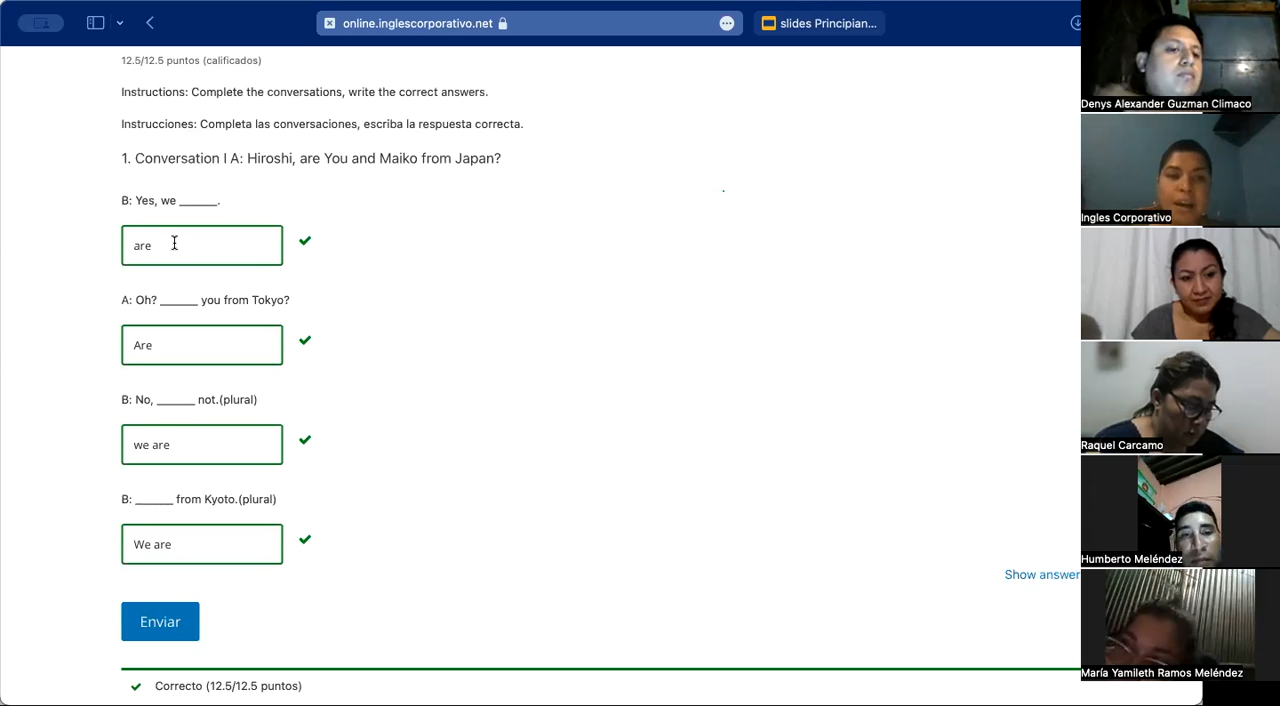 online.inglescorporativo.net
slides Principian...
12.5/12.5 puntos (calificados)
Instructions: Complete the conversations, write the correct answers.
Instrucciones: Completa las conversaciones, escriba la respuesta correcta.
1. Conversation I A: Hiroshi, are You and Maiko from Japan?
B: Yes, we ______.
are
A: Oh? ______ you from Tokyo?
Are
B: No, ______ not.(plural)
we are
B: ______ from Kyoto.(plural)
We are
Show answer
Enviar
Correcto (12.5/12.5 puntos)
Denys Alexander Guzman Climaco
Ingles Corporativo
Raquel Carcamo
Humberto Meléndez
María Yamileth Ramos Meléndez